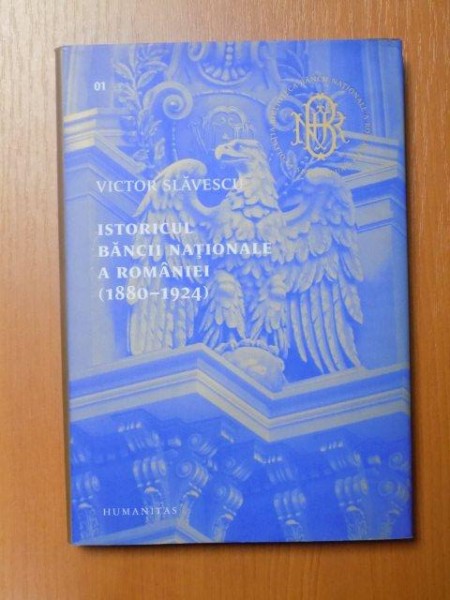 01
VICTOR SLĂVESCU
ISTORICUL
BĂNCII NAȚIONALE
A ROMÂNIEI
(1880–1924)
HUMANITAS